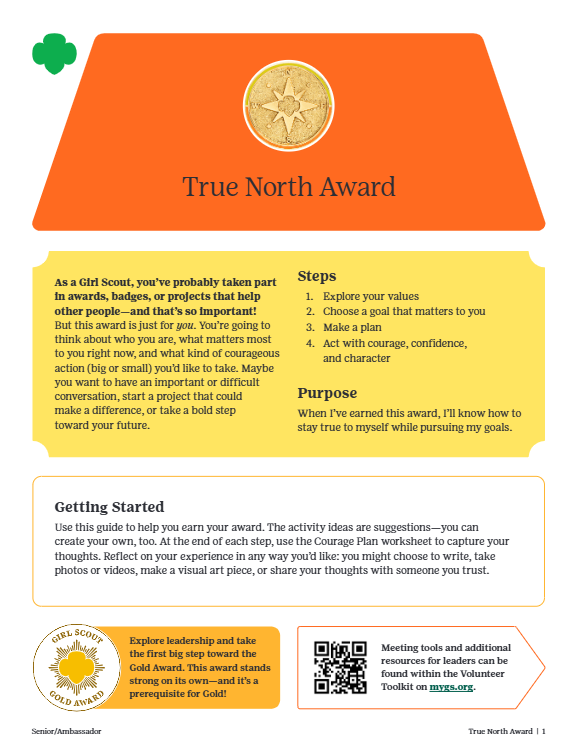 True North Award
As a Girl Scout, you’ve probably taken part
in awards, badges, or projects that help
other people—and that’s so important!
But this award is just for you. You’re going to
think about who you are, what matters most
to you right now, and what kind of courageous
action (big or small) you’d like to take. Maybe
you want to have an important or difficult
conversation, start a project that could
make a difference, or take a bold step
toward your future.
Steps
1. Explore your values
2. Choose a goal that matters to you
3. Make a plan
4. Act with courage, confidence,
and character
Purpose
When I’ve earned this award, I’ll know how to
stay true to myself while pursuing my goals.
Getting Started
Use this guide to help you earn your award. The activity ideas are suggestions—you can
create your own, too. At the end of each step, use the Courage Plan worksheet to capture your
thoughts. Reflect on your experience in any way you’d like: you might choose to write, take
photos or videos, make a visual art piece, or share your thoughts with someone you trust.
GIRL SCOUT
GOLD AWARD
Explore leadership and take
the first big step toward the
Gold Award. This award stands
strong on its own—and it’s a
prerequisite for Gold!
Meeting tools and additional
resources for leaders can be
found within the Volunteer
Toolkit on mygs.org.
Senior/Ambassador
True North Award | 1